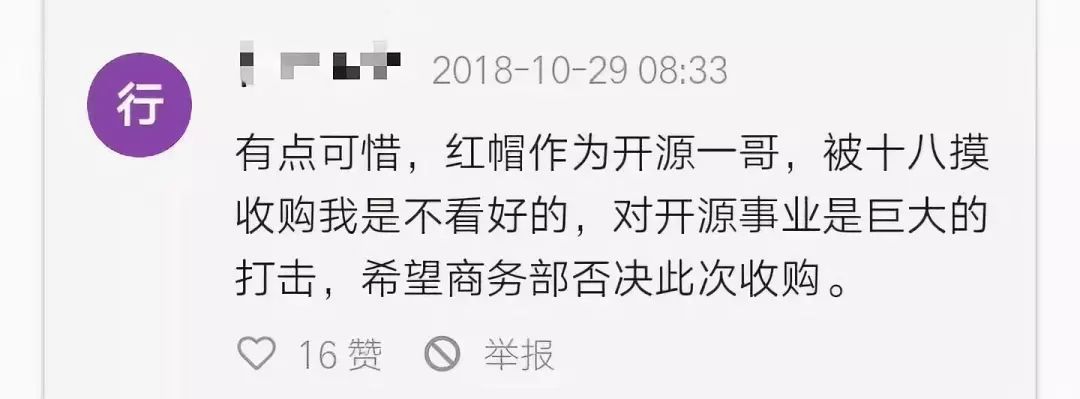 行
2018-10-29 08:33
有点可惜，红帽作为开源一哥，被十八摸
收购我是不看好的，对开源事业是巨大的
打击，希望商务部否决此次收购。
16 赞 举报